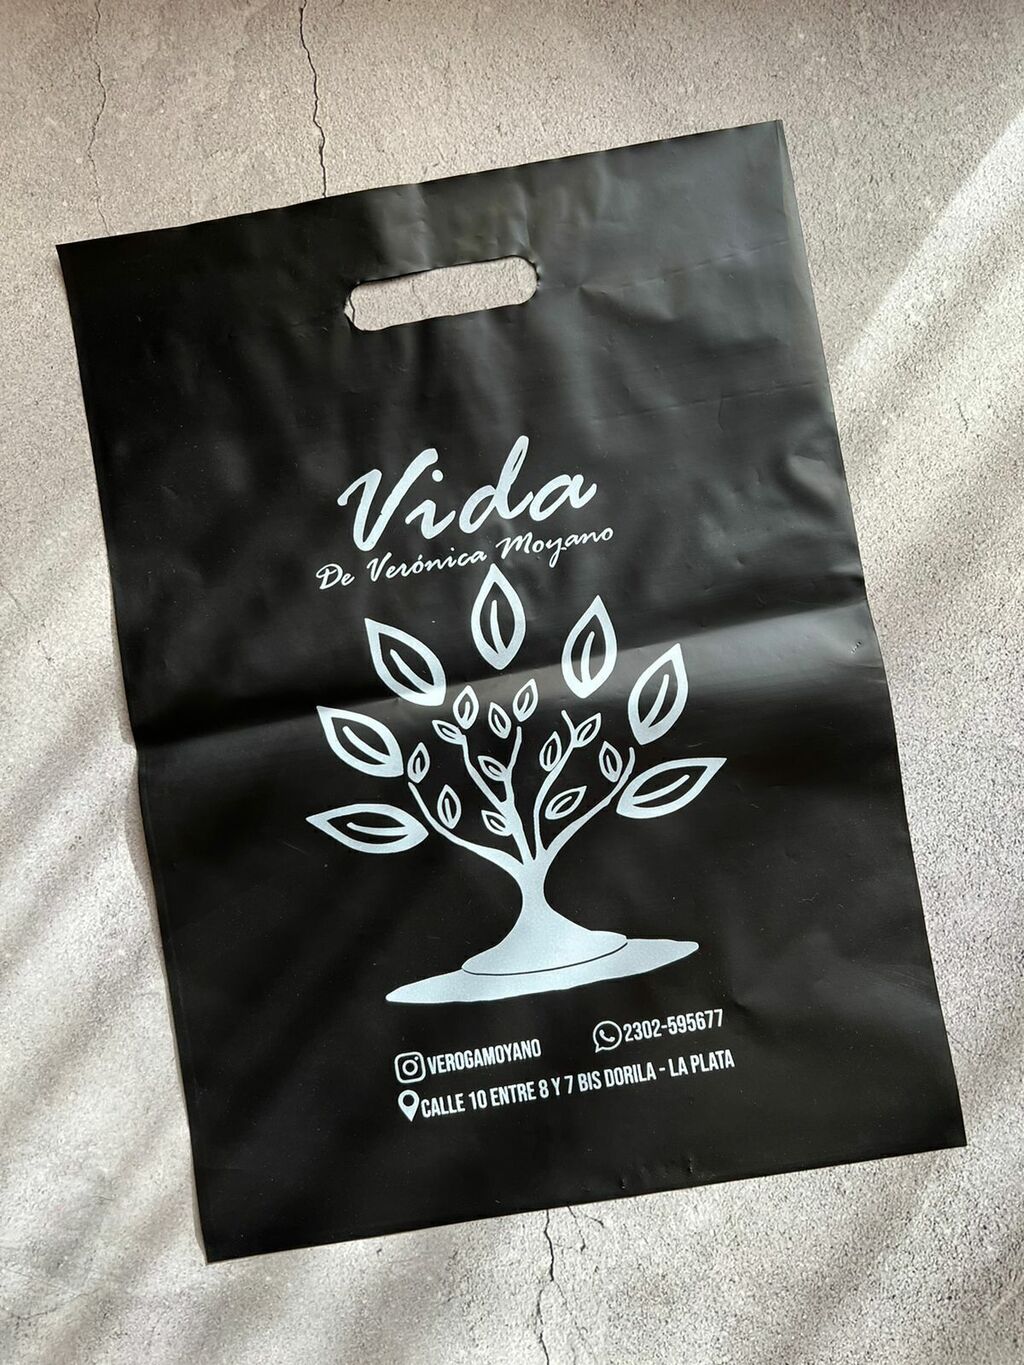 Vida
De Verónica Moyano
VEROGAMOYANO
2302-595677
CALLE 10 ENTRE 8 Y 7 BIS DORILA - LA PLATA